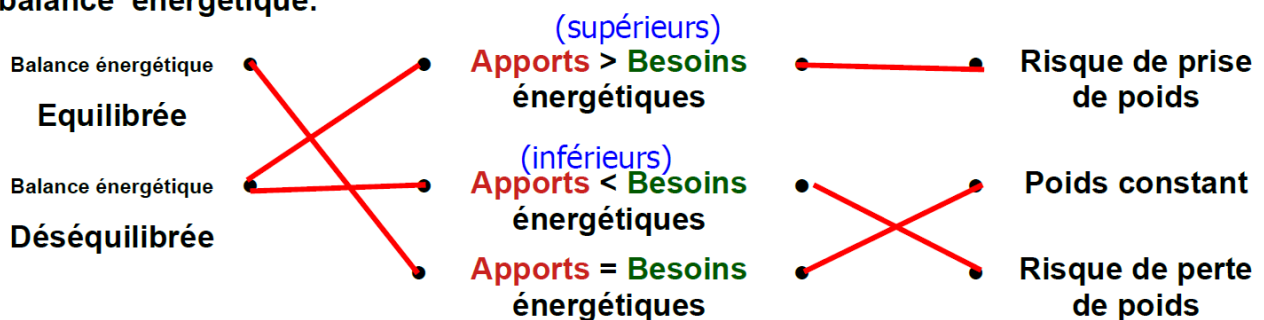 balance énergétique.
(supérieurs)
Balance énergétique
Equilibrée
Apports > Besoins
énergétiques
Risque de prise
de poids
(inférieurs)
Balance énergétique
Déséquilibrée
Apports < Besoins
énergétiques
Poids constant
Apports = Besoins
énergétiques
Risque de perte
de poids